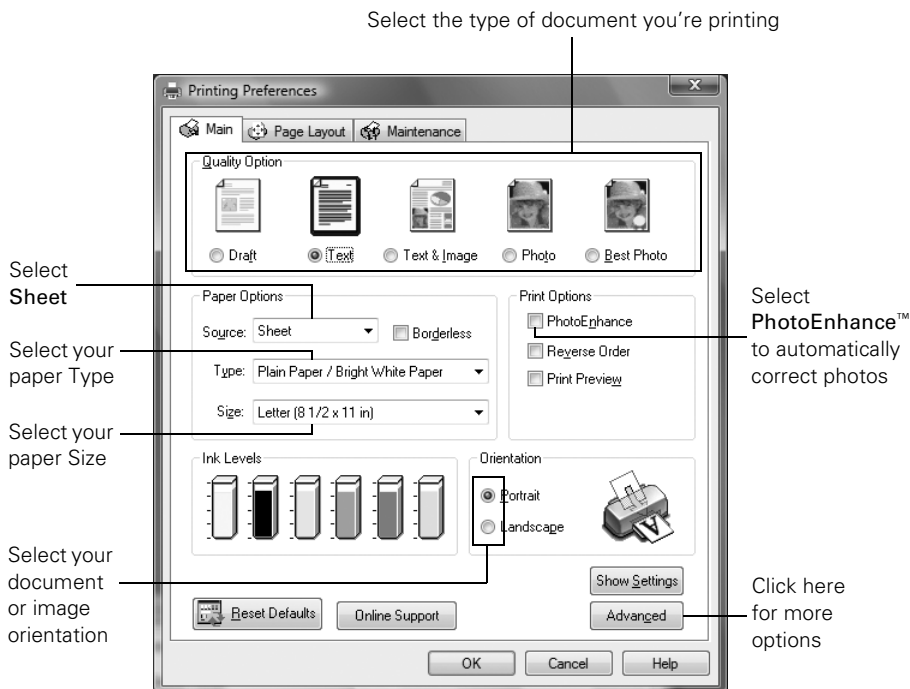 Select the type of document you're printing
Printing Preferences
Main
Page Layout
Maintenance
Quality Option
Draft
Text
Text & Image
Photo
Best Photo
Select
Sheet
Paper Options
Source: Sheet
Borderless
Select your
paper Type
Type: Plain Paper / Bright White Paper
Select your
paper Size
Size: Letter (8 1/2 x 11 in)
Print Options
PhotoEnhance
Reverse Order
Print Preview
Select
PhotoEnhance™
to automatically
correct photos
Ink Levels
Orientation
Portrait
Landscape
A
Select your
document
or image
orientation
Show Settings
Reset Defaults
Online Support
Advanced
Click here
for more
options
OK
Cancel
Help